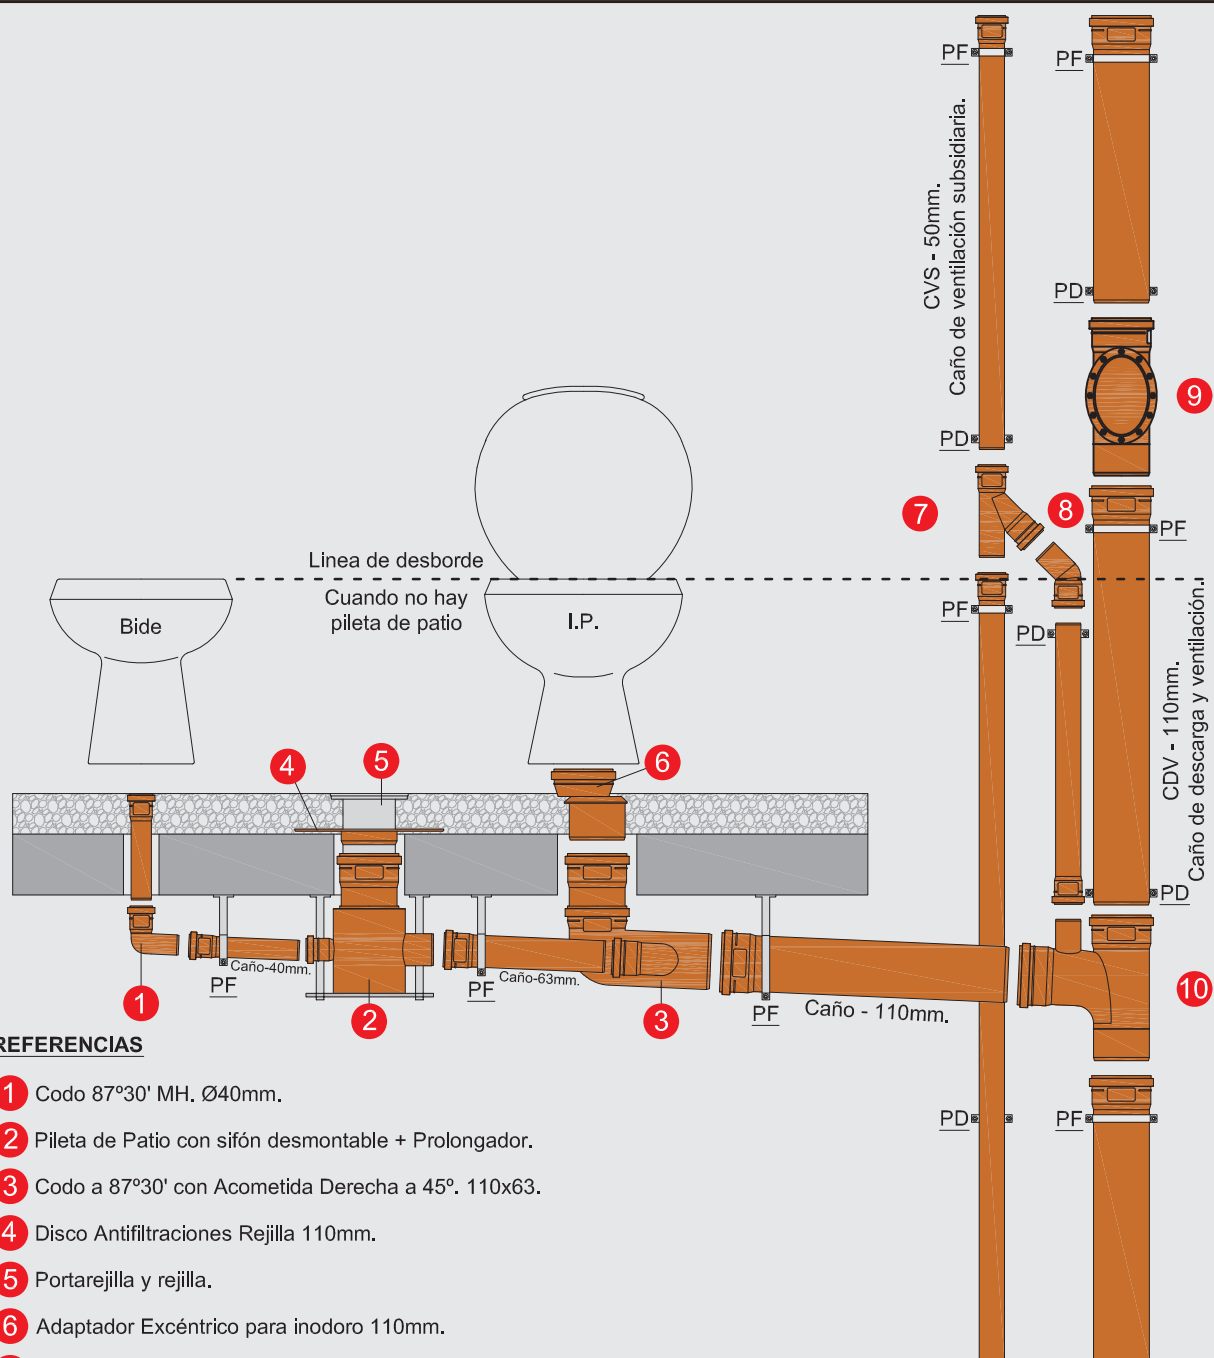 PF
PF
CVS - 50mm.
Caño de ventilación subsidiaria.
PD
PD
9
7
8
PF
Linea de desborde
Cuando no hay
pileta de patio
Bide
I.P.
PF
PD
CDV - 110mm.
Caño de descarga y ventilación.
4
5
6
PD
Caño-40mm.
PF
Caño-63mm.
PF
PF
Caño - 110mm.
1
2
3
10
PD
PF
REFERENCIAS
1 Codo 87º30' MH. Ø40mm.
2 Pileta de Patio con sifón desmontable + Prolongador.
3 Codo a 87º30' con Acometida Derecha a 45º. 110x63.
4 Disco Antifiltraciones Rejilla 110mm.
5 Portarejilla y rejilla.
6 Adaptador Excéntrico para inodoro 110mm.